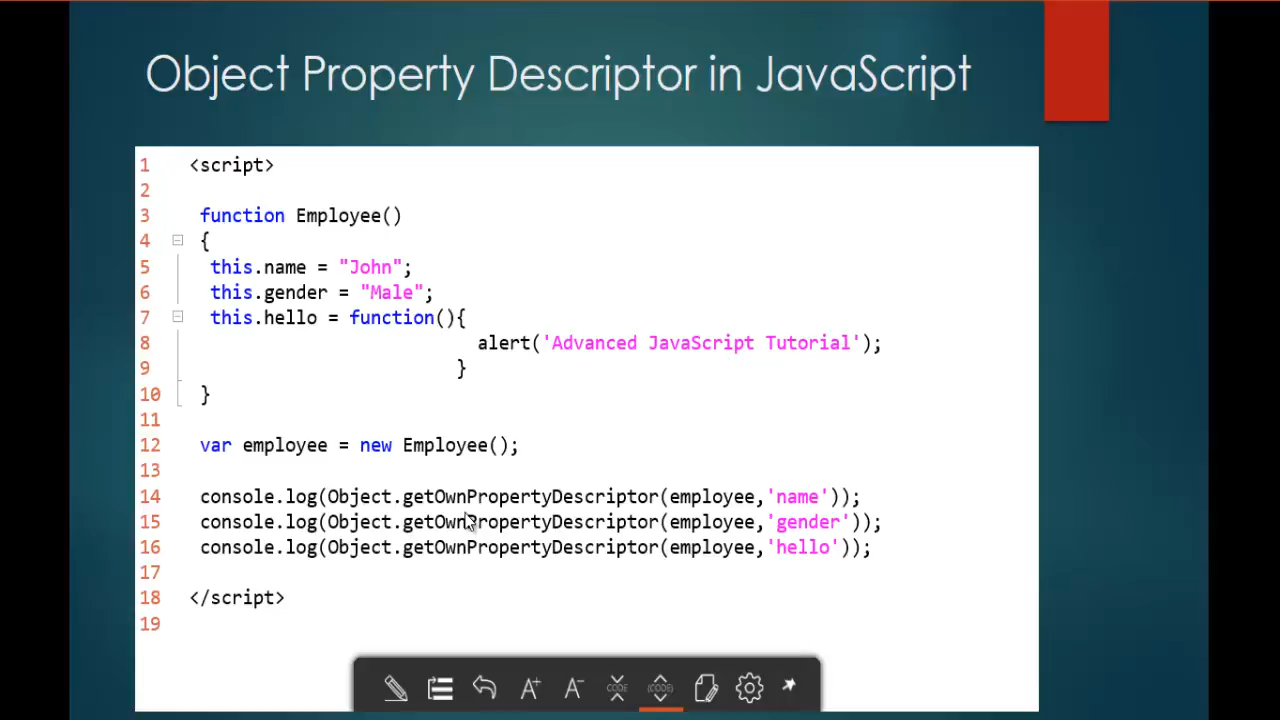 Object Property Descriptor in JavaScript
1 <script>
2
3 function Employee()
4 {
5 this.name = "John";
6 this.gender = "Male";
7 this.hello = function(){
8 alert('Advanced JavaScript Tutorial');
9 }
10 }
11
12 var employee = new Employee();
13
14 console.log(Object.getOwnPropertyDescriptor(employee,'name'));
15 console.log(Object.getOwnPropertyDescriptor(employee,'gender'));
16 console.log(Object.getOwnPropertyDescriptor(employee,'hello'));
17
18 </script>
19
A+ A- CODE (CODE)